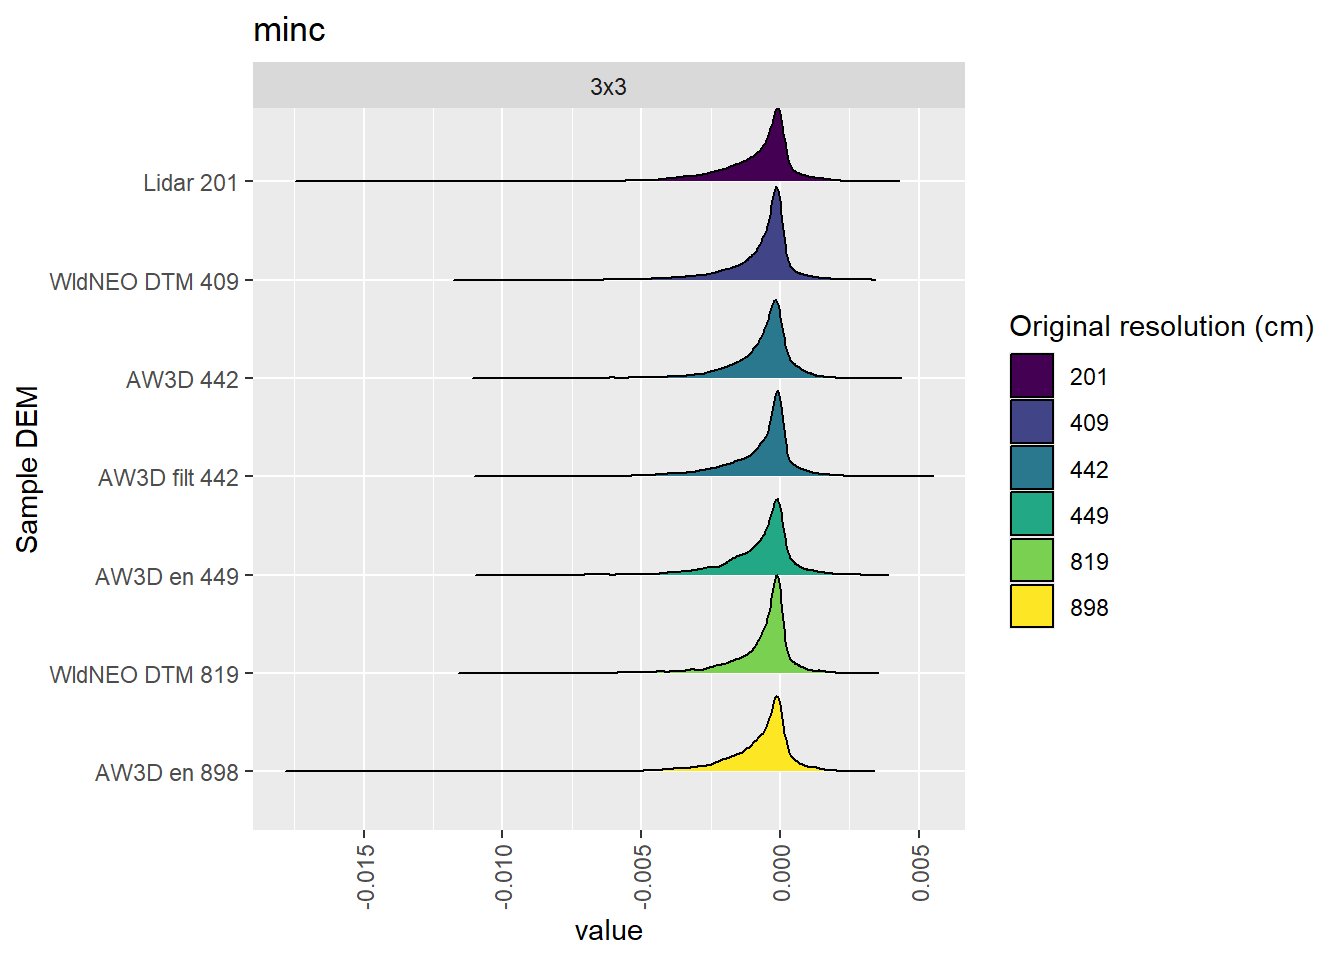 minc
3x3
Sample DEM
Lidar 201
WldNEO DTM 409
AW3D 442
AW3D filt 442
AW3D en 449
WldNEO DTM 819
AW3D en 898
-0.015
-0.010
-0.005
0.000
0.005
value
Original resolution (cm)
201
409
442
449
819
898